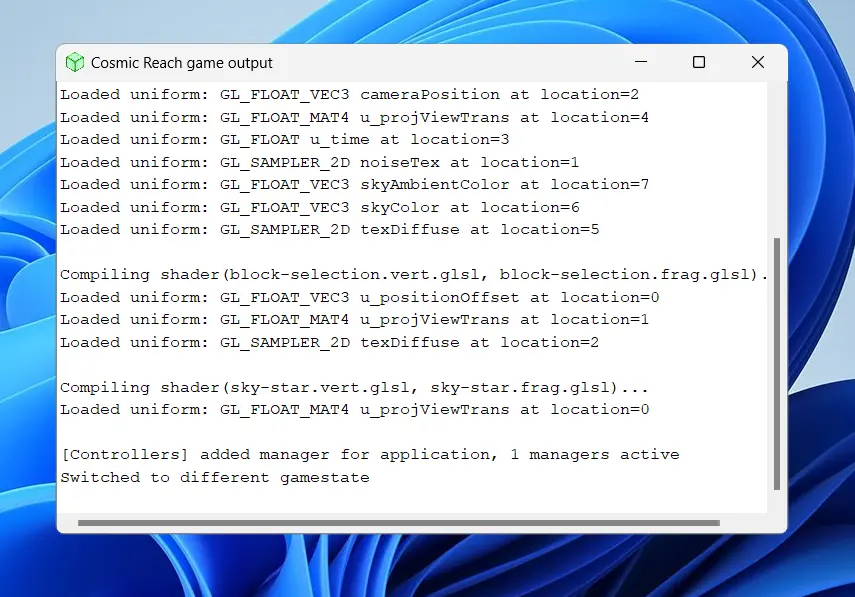 Cosmic Reach game output
Loaded uniform: GL_FLOAT_VEC3 cameraPosition at location=2
Loaded uniform: GL_FLOAT_MAT4 u_projViewTrans at location=4
Loaded uniform: GL_FLOAT u_time at location=3
Loaded uniform: GL_SAMPLER_2D noiseTex at location=1
Loaded uniform: GL_FLOAT_VEC3 skyAmbientColor at location=7
Loaded uniform: GL_FLOAT_VEC3 skyColor at location=6
Loaded uniform: GL_SAMPLER_2D texDiffuse at location=5
Compiling shader(block-selection.vert.glsl, block-selection.frag.glsl).
Loaded uniform: GL_FLOAT_VEC3 u_positionOffset at location=0
Loaded uniform: GL_FLOAT_MAT4 u_projViewTrans at location=1
Loaded uniform: GL_SAMPLER_2D texDiffuse at location=2
Compiling shader(sky-star.vert.glsl, sky-star.frag.glsl)...
Loaded uniform: GL_FLOAT_MAT4 u_projViewTrans at location=0
[Controllers] added manager for application, 1 managers active
Switched to different gamestate